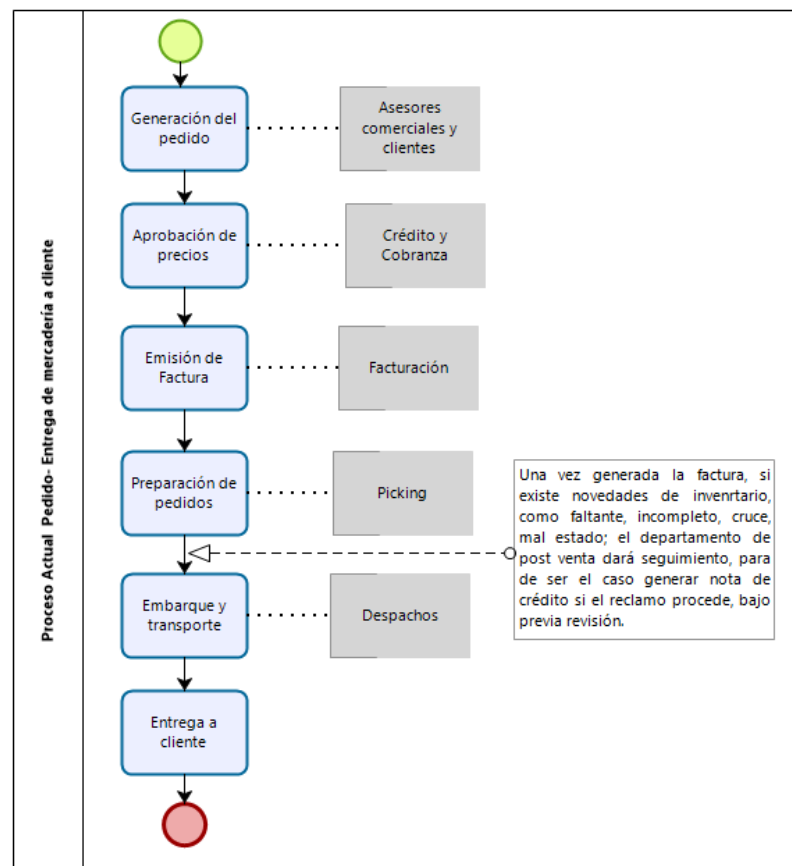 Proceso Actual Pedido- Entrega de mercadería a cliente
Generación del
pedido
Asesores
comerciales y
clientes
Aprobación de
precios
Crédito y
Cobranza
Emisión de
Factura
Facturación
Preparación de
pedidos
Picking
Una vez generada la factura, si
existe novedades de invenrtario,
como faltante, incompleto, cruce,
mal estado; el departamento de
post venta dará seguimiento, para
de ser el caso generar nota de
crédito si el reclamo procede, bajo
previa revisión.
Embarque y
transporte
Despachos
Entrega a
cliente